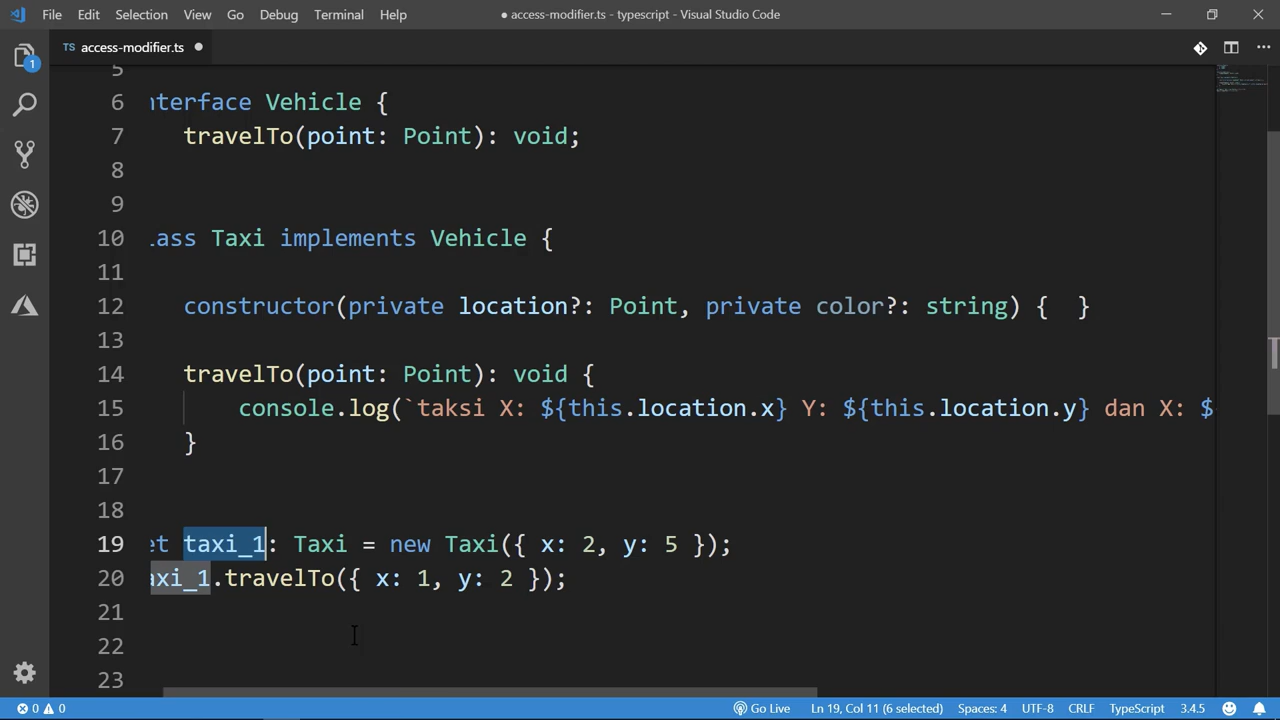 File Edit Selection View Go Debug Terminal Help
● access-modifier.ts - typescript - Visual Studio Code
TS access-modifier.ts ●
1
5
6 nterface Vehicle {
7 travelTo(point: Point): void;
8
9
10 lass Taxi implements Vehicle {
11
12 constructor(private location?: Point, private color?: string) {  }
13
14 travelTo(point: Point): void {
15 console.log(`taksi X: ${this.location.x} Y: ${this.location.y} dan X: $
16 }
17
18
19 et taxi_1: Taxi = new Taxi({ x: 2, y: 5 });
20 axi_1.travelTo({ x: 1, y: 2 });
21
22
23
0 0 Go Live Ln 19, Col 11 (6 selected) Spaces: 4 UTF-8 CRLF TypeScript 3.4.5